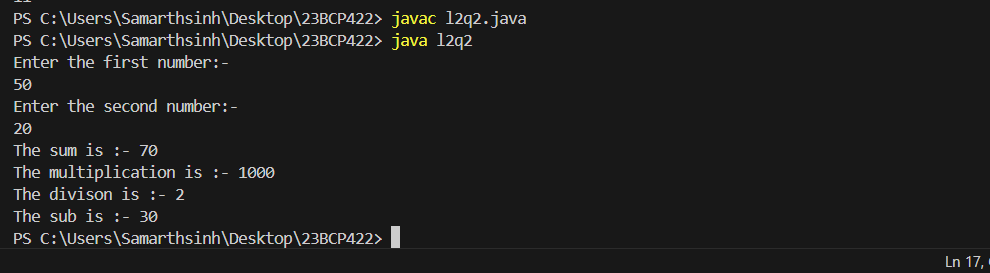 PS C:\Users\Samarthsinh\Desktop\23BCP422> javac l2q2.java
PS C:\Users\Samarthsinh\Desktop\23BCP422> java l2q2
Enter the first number:-
50
Enter the second number:-
20
The sum is :- 70
The multiplication is :- 1000
The divison is :- 2
The sub is :- 30
PS C:\Users\Samarthsinh\Desktop\23BCP422>
Ln 17,